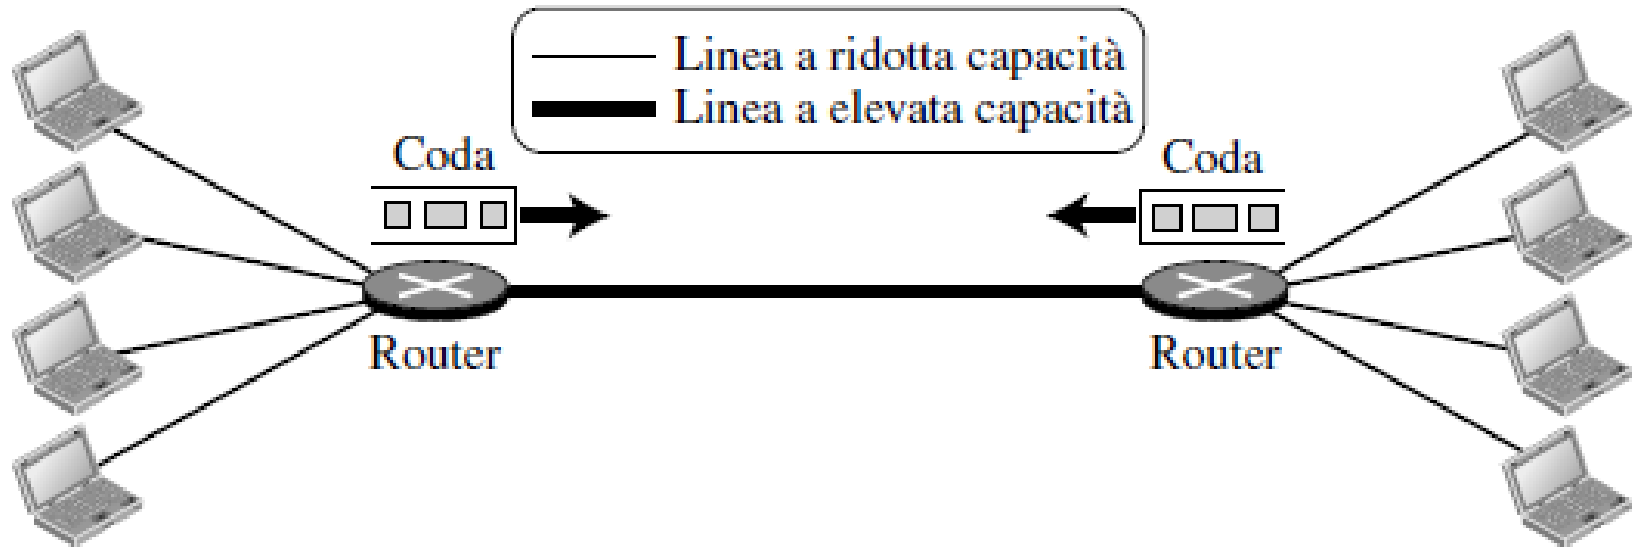 Linea a ridotta capacità
Linea a elevata capacità
Coda
Coda
Router
Router